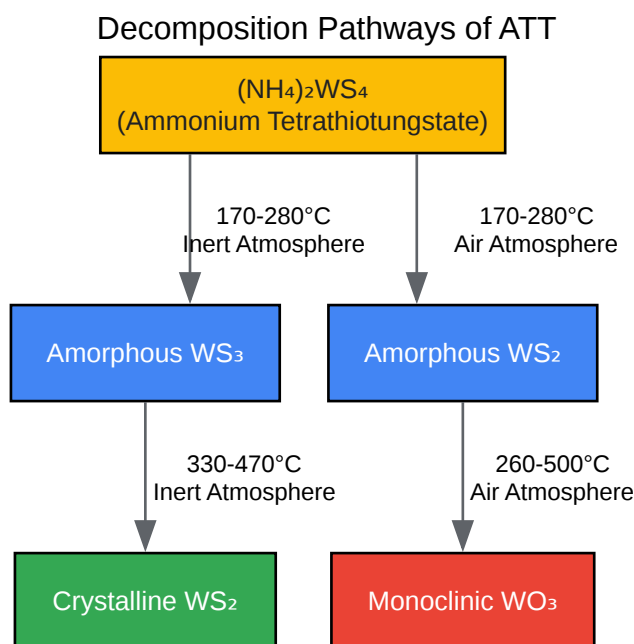 Decomposition Pathways of ATT
(NH₄)₂WS₄
(Ammonium Tetrathiotungstate)
170-280°C
Inert Atmosphere
170-280°C
Air Atmosphere
Amorphous WS₃
Amorphous WS₂
330-470°C
Inert Atmosphere
260-500°C
Air Atmosphere
Crystalline WS₂
Monoclinic WO₃